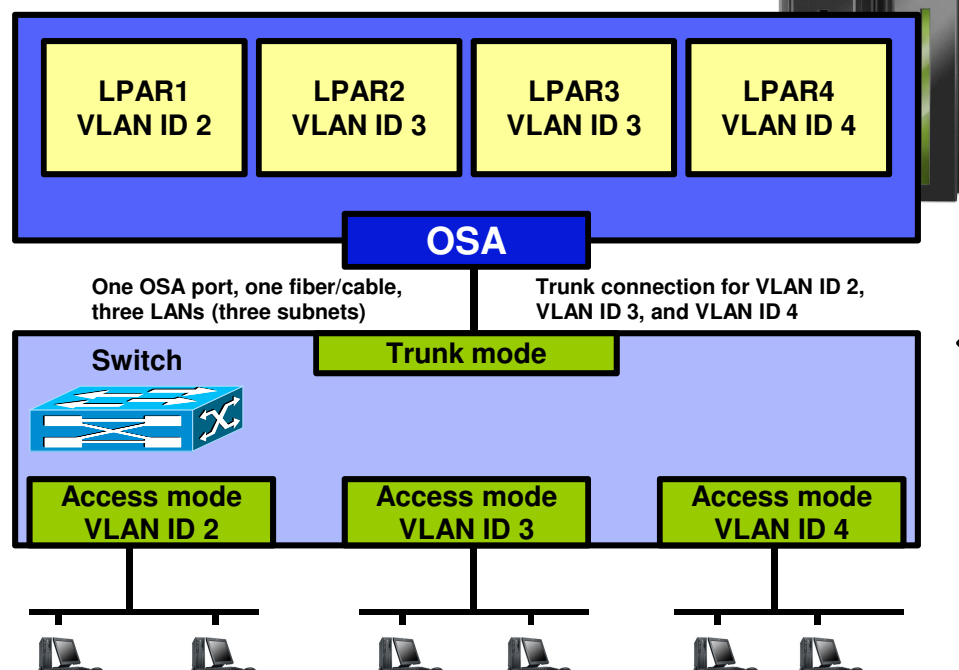 LPAR1
VLAN ID 2
LPAR2
VLAN ID 3
LPAR3
VLAN ID 3
LPAR4
VLAN ID 4
OSA
One OSA port, one fiber/cable,
three LANs (three subnets)
Trunk connection for VLAN ID 2,
VLAN ID 3, and VLAN ID 4
Switch
Trunk mode
Access mode
VLAN ID 2
Access mode
VLAN ID 3
Access mode
VLAN ID 4